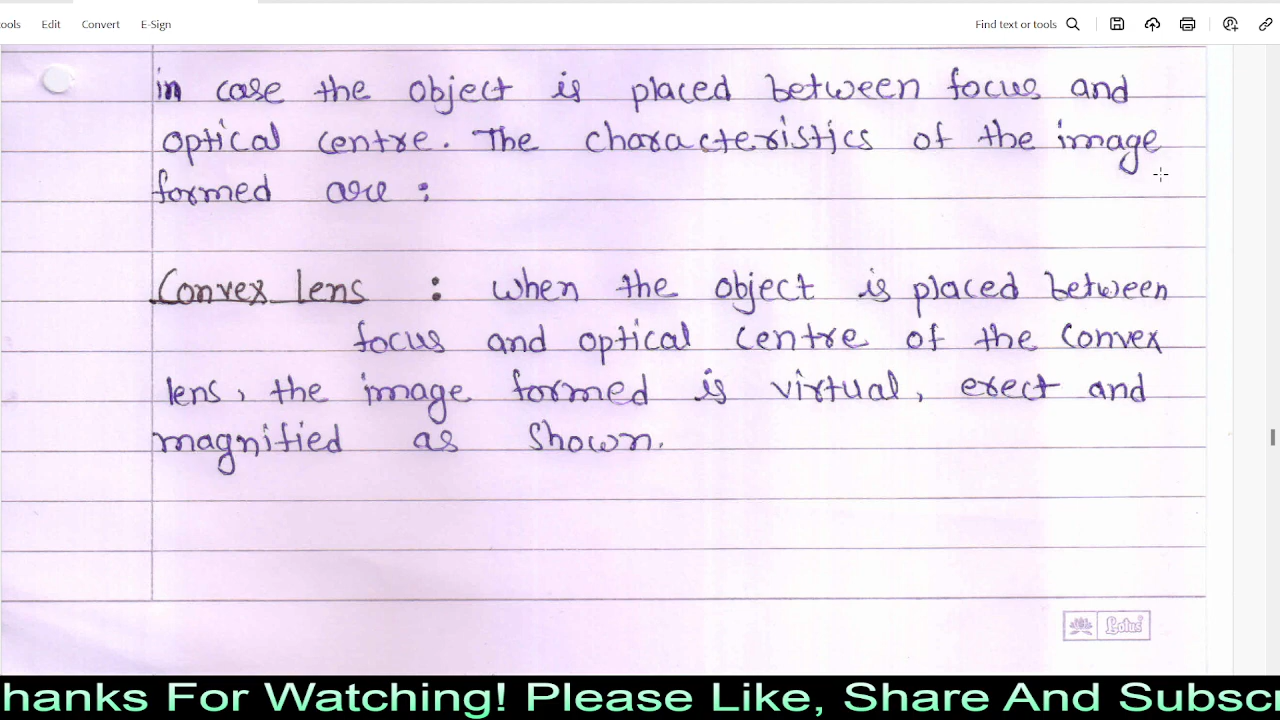 ools Edit Convert E-Sign Find text or tools
in case the object is placed between focus and
optical centre. The characteristics of the image
formed are :
Convex lens : when the object is placed between
focus and optical centre of the convex
lens, the image formed is virtual, erect and
magnified as shown.
Lotus
hanks For Watching! Please Like, Share And Subsc